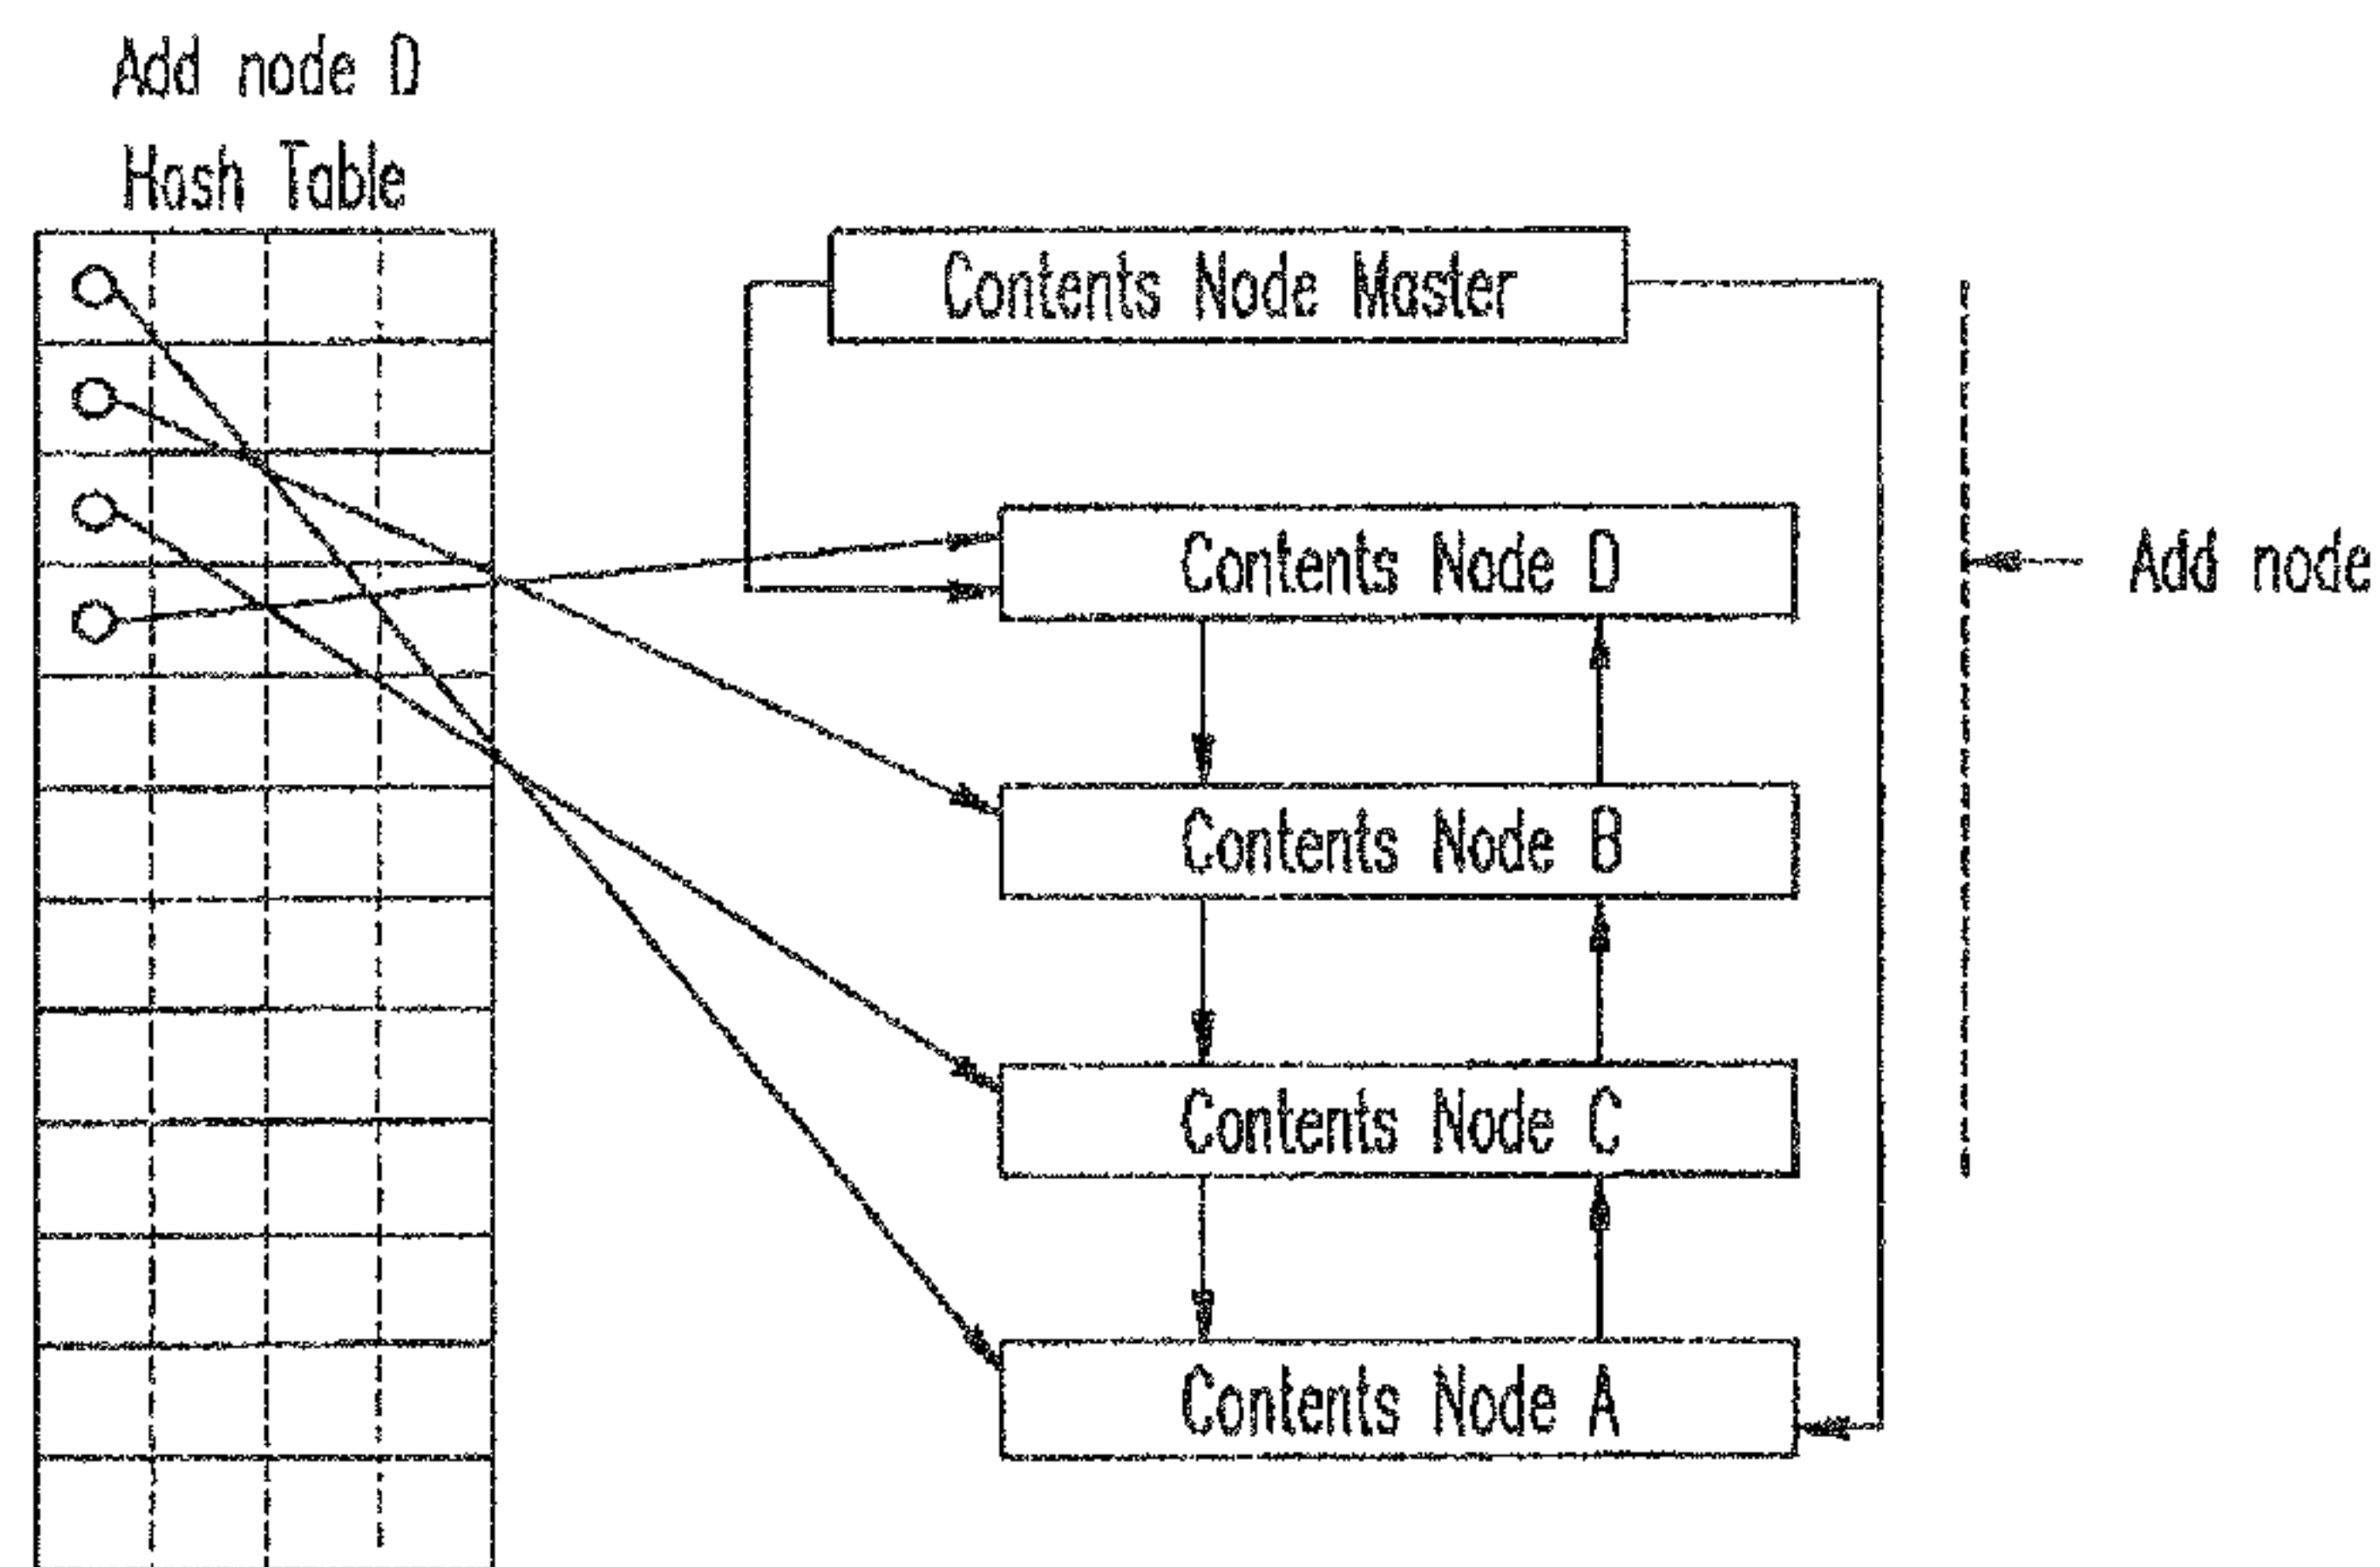 Add node D
Hash Table
Contents Node Master
Contents Node D
Add node
Contents Node B
Contents Node C
Contents Node A